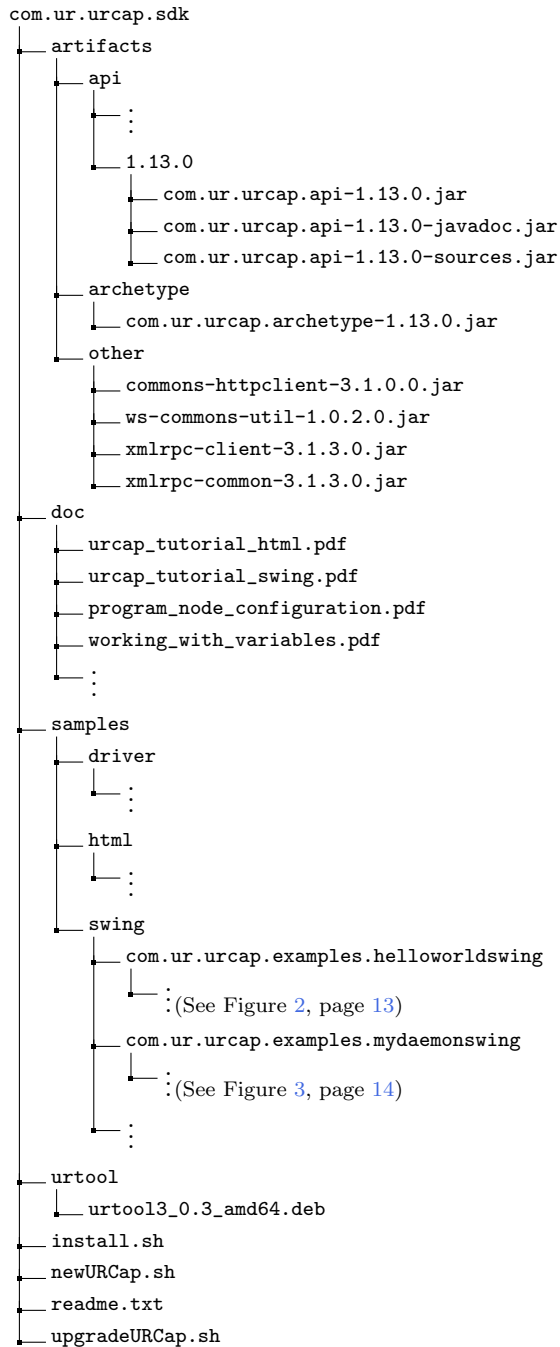 com.ur.urcap.sdk
artifacts
api
⋮
1.13.0
com.ur.urcap.api-1.13.0.jar
com.ur.urcap.api-1.13.0-javadoc.jar
com.ur.urcap.api-1.13.0-sources.jar
archetype
com.ur.urcap.archetype-1.13.0.jar
other
commons-httpclient-3.1.0.0.jar
ws-commons-util-1.0.2.0.jar
xmlrpc-client-3.1.3.0.jar
xmlrpc-common-3.1.3.0.jar
doc
urcap_tutorial_html.pdf
urcap_tutorial_swing.pdf
program_node_configuration.pdf
working_with_variables.pdf
⋮
samples
driver
⋮
html
⋮
swing
com.ur.urcap.examples.helloworldswing
⋮(See Figure 2, page 13)
com.ur.urcap.examples.mydaemonswing
⋮(See Figure 3, page 14)
⋮
urtool
urtool3_0.3_amd64.deb
install.sh
newURCap.sh
readme.txt
upgradeURCap.sh